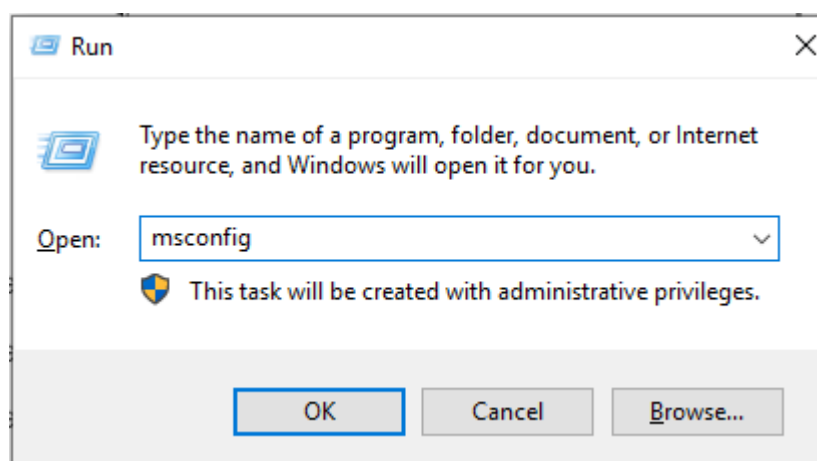 Run
Type the name of a program, folder, document, or Internet
resource, and Windows will open it for you.
Open: msconfig
This task will be created with administrative privileges.
OK Cancel Browse...